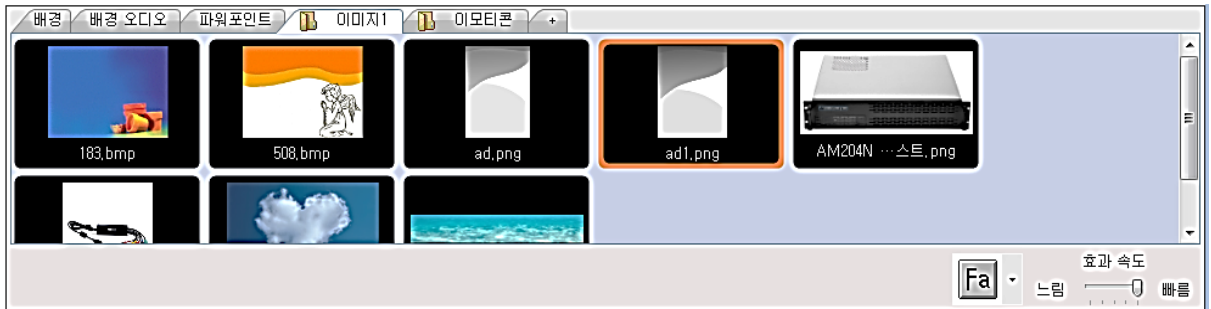 배경 배경 오디오 파워포인트 이미지1 이모티콘 +
183.bmp 508.bmp ad.png ad1.png AM204N ⋯스트.png
Fa
효과 속도
느림 빠름